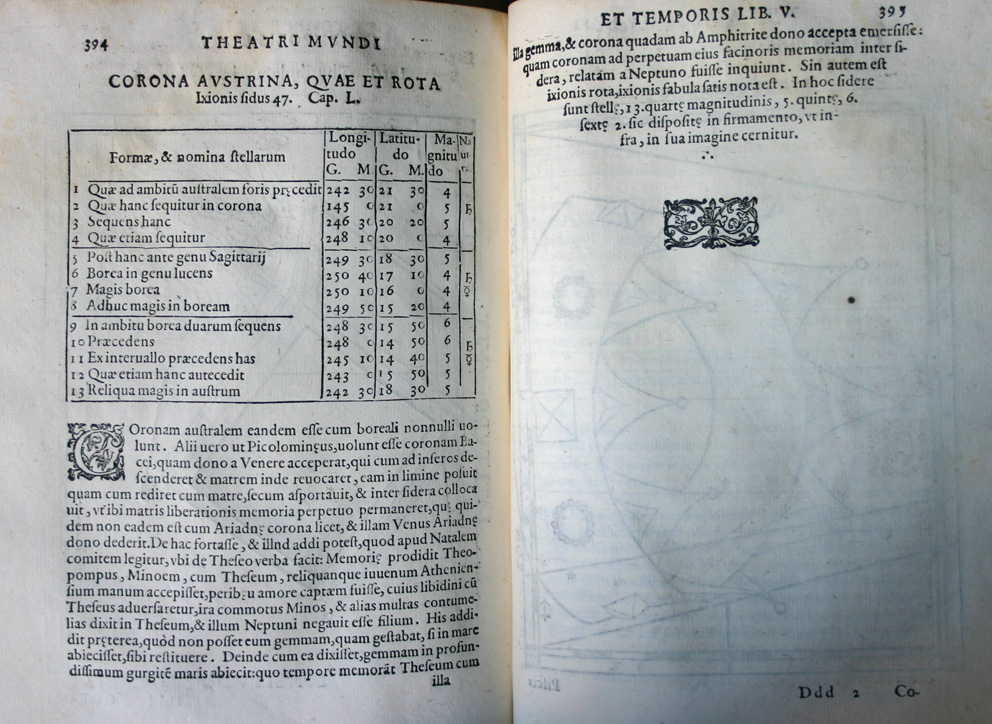 394 THEATRI MVNDI
CORONA AVSTRINA, QVAE ET ROTA
Ixionis sidus 47. Cap. L.
Formæ, & nomina stellarum | Longitudo G. M. | Latitudo G. M. | Magnitudo | Natur
1 Quæ ad ambitũ australem foris pręcedit 242 30 21 30 4
2 Quæ hanc sequitur in corona 145 0 21 0 5 ♄
3 Sequens hanc 246 30 20 20 5
4 Quæ etiam sequitur 248 10 20 0 4
5 Post hanc ante genu Sagittarij 249 30 18 30 5
6 Borea in genu lucens 250 40 17 10 4 ♄
7 Magis borea 250 10 16 0 4 ☿
8 Adhuc magis in boream 249 50 15 20 4
9 In ambitu borea duarum sequens 248 30 15 50 6
10 Præcedens 248 0 14 50 6 ♄
11 Ex interuallo præcedens has 245 10 14 40 5 ☿
12 Quæ etiam hanc autecedit 243 0 15 50 5
13 Reliqua magis in austrum 242 30 18 30 5
COronam australem eandem esse cum boreali nonnulli uo-
lunt. Alii uero ut Picolominęus, uolunt esse coronam Ba-
cei, quam dono a Venere acceperat, qui cum ad inferos de-
scenderet & matrem inde reuocaret, eam in limine posuit
quam cum rediret cum matre, secum asportauit, & inter sidera colloca
uit, vt ibi matris liberationis memoria perpetuo permaneret, quę qui-
dem non eadem est cum Ariadnę corona licet, & illam Venus Ariadnę
dono dederit. De hac fortasse, & illnd addi potest, quod apud Natalem
comitem legitur, vbi de Theseo verba facit: Memorię prodidit Theo-
pompus, Minoem, cum Theseum, reliquanque iuuenum Athenien-
sium manum accepisset, peribęu amore captæm fuisse, cuius libidini cũ
Theseus aduersaretur, ira commotus Minos, & alias multas contume-
lias dixit in Theseum, & illum Neptuni negauit esse filium. His addi-
dit pręterea, quòd non posset eum gemmam, quam gestabat, si in mare
abiecisset, sibi restituere. Deinde cum ea dixisset, gemmam in profun-
dissimum gurgitẽ maris abiecit: quo tempore memorãt Theseum cum
illa
ET TEMPORIS LIB. V. 395
illa gemma, & corona quadam ab Amphitrite dono accepta emersisse:
quam coronam ad perpetuam eius facinoris memoriam inter si-
dera, relatam a Neptuno fuisse inquiunt. Sin autem est
ixionis rota, ixionis fabula satis nota est. In hoc sidere
sunt stellę, 13. quartę magnitudinis, 5. quintę, 6.
sextę 2. sic dispositę in firmamento, vt in-
fra, in sua imagine cernitur.
Ddd 2 Co-